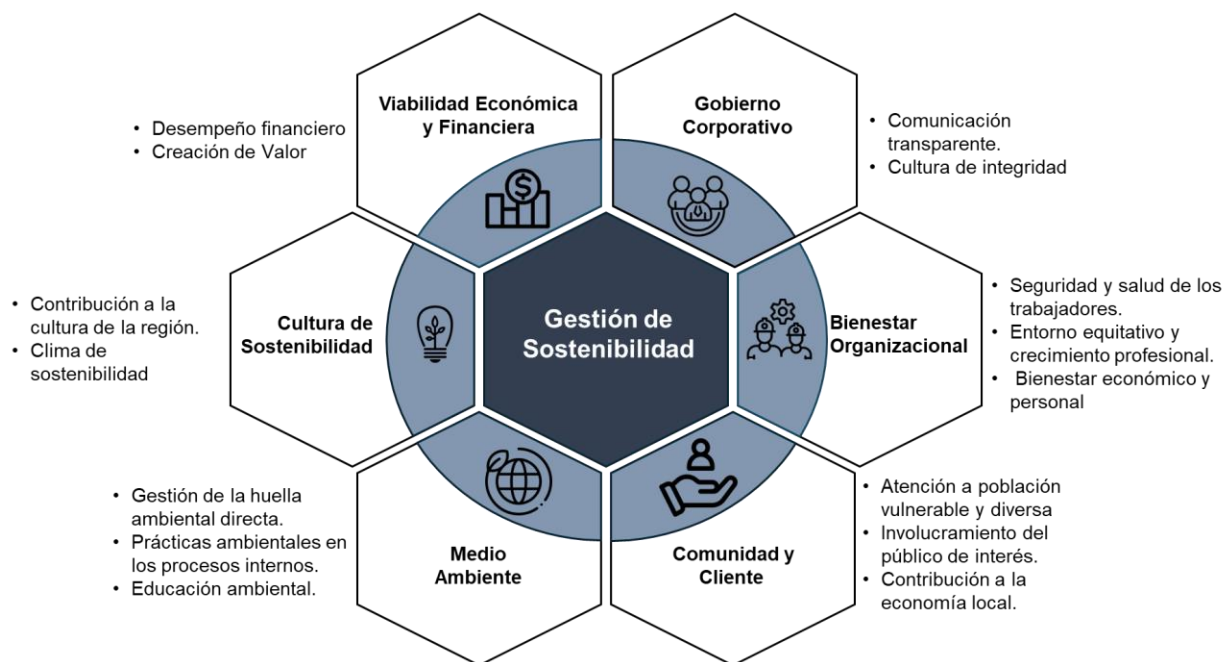 Viabilidad Económica
y Financiera
• Desempeño financiero
• Creación de Valor
Gobierno
Corporativo
• Comunicación
transparente.
• Cultura de integridad
• Contribución a la
cultura de la región.
• Clima de
sostenibilidad
Cultura de
Sostenibilidad
Gestión de
Sostenibilidad
Bienestar
Organizacional
• Seguridad y salud de los
trabajadores.
• Entorno equitativo y
crecimiento profesional.
• Bienestar económico y
personal
• Gestión de la huella
ambiental directa.
• Prácticas ambientales en
los procesos internos.
• Educación ambiental.
Medio
Ambiente
Comunidad y
Cliente
• Atención a población
vulnerable y diversa
• Involucramiento del
público de interés.
• Contribución a la
economía local.
$